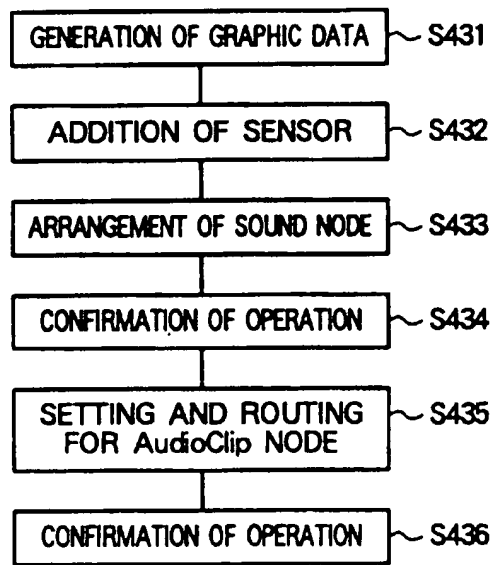 GENERATION OF GRAPHIC DATA S431
ADDITION OF SENSOR S432
ARRANGEMENT OF SOUND NODE S433
CONFIRMATION OF OPERATION S434
SETTING AND ROUTING S435
FOR AudioClip NODE
CONFIRMATION OF OPERATION S436